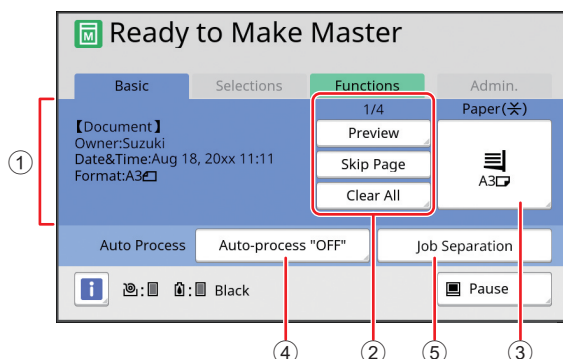 Ready to Make Master
Basic Selections Functions Admin.
1/4 Paper
【Document】
Owner:Suzuki
Date&Time:Aug 18, 20xx 11:11
Format:A3
Preview
Skip Page
Clear All
A3
Auto Process Auto-process "OFF" Job Separation
Black Pause
① 
④ ② ⑤ ③